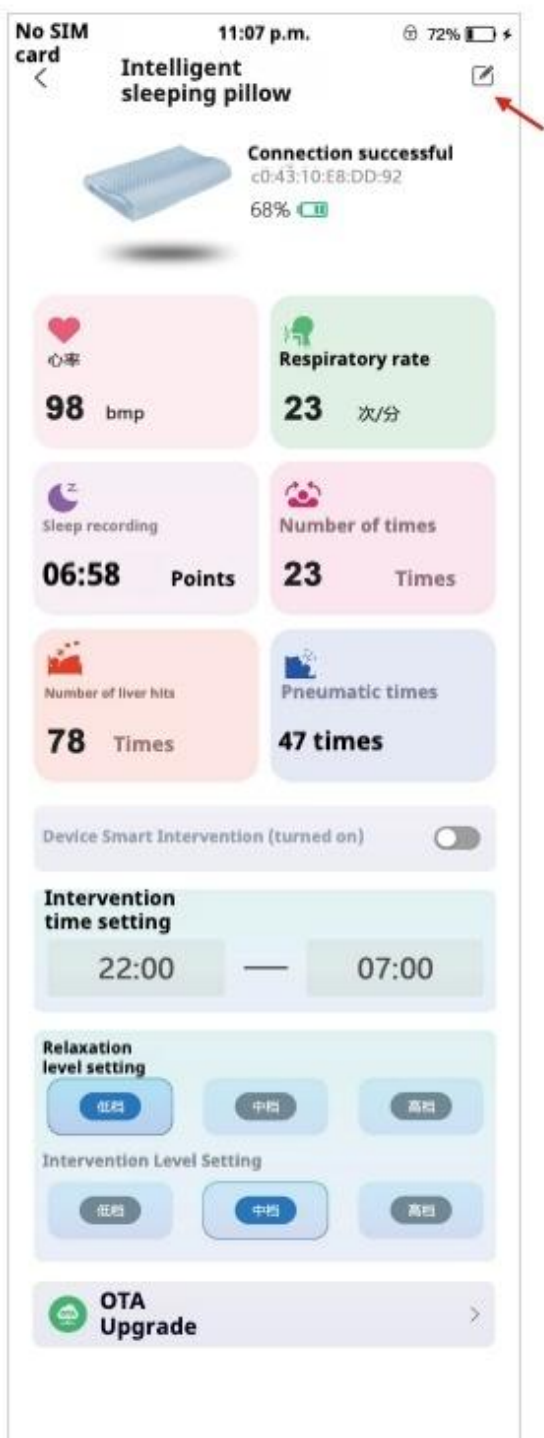 No SIM card
11:07 p.m.
72%
Intelligent
sleeping pillow
Connection successful
c0:43:10:E8:DD:92
68%
心率
98 bmp
Respiratory rate
23 次/分
Sleep recording
06:58 Points
Number of times
23 Times
Number of liver hits
78 Times
Pneumatic times
47 times
Device Smart Intervention (turned on)
Intervention
time setting
22:00 — 07:00
Relaxation
level setting
低档 中档 高档
Intervention Level Setting
低档 中档 高档
OTA
Upgrade